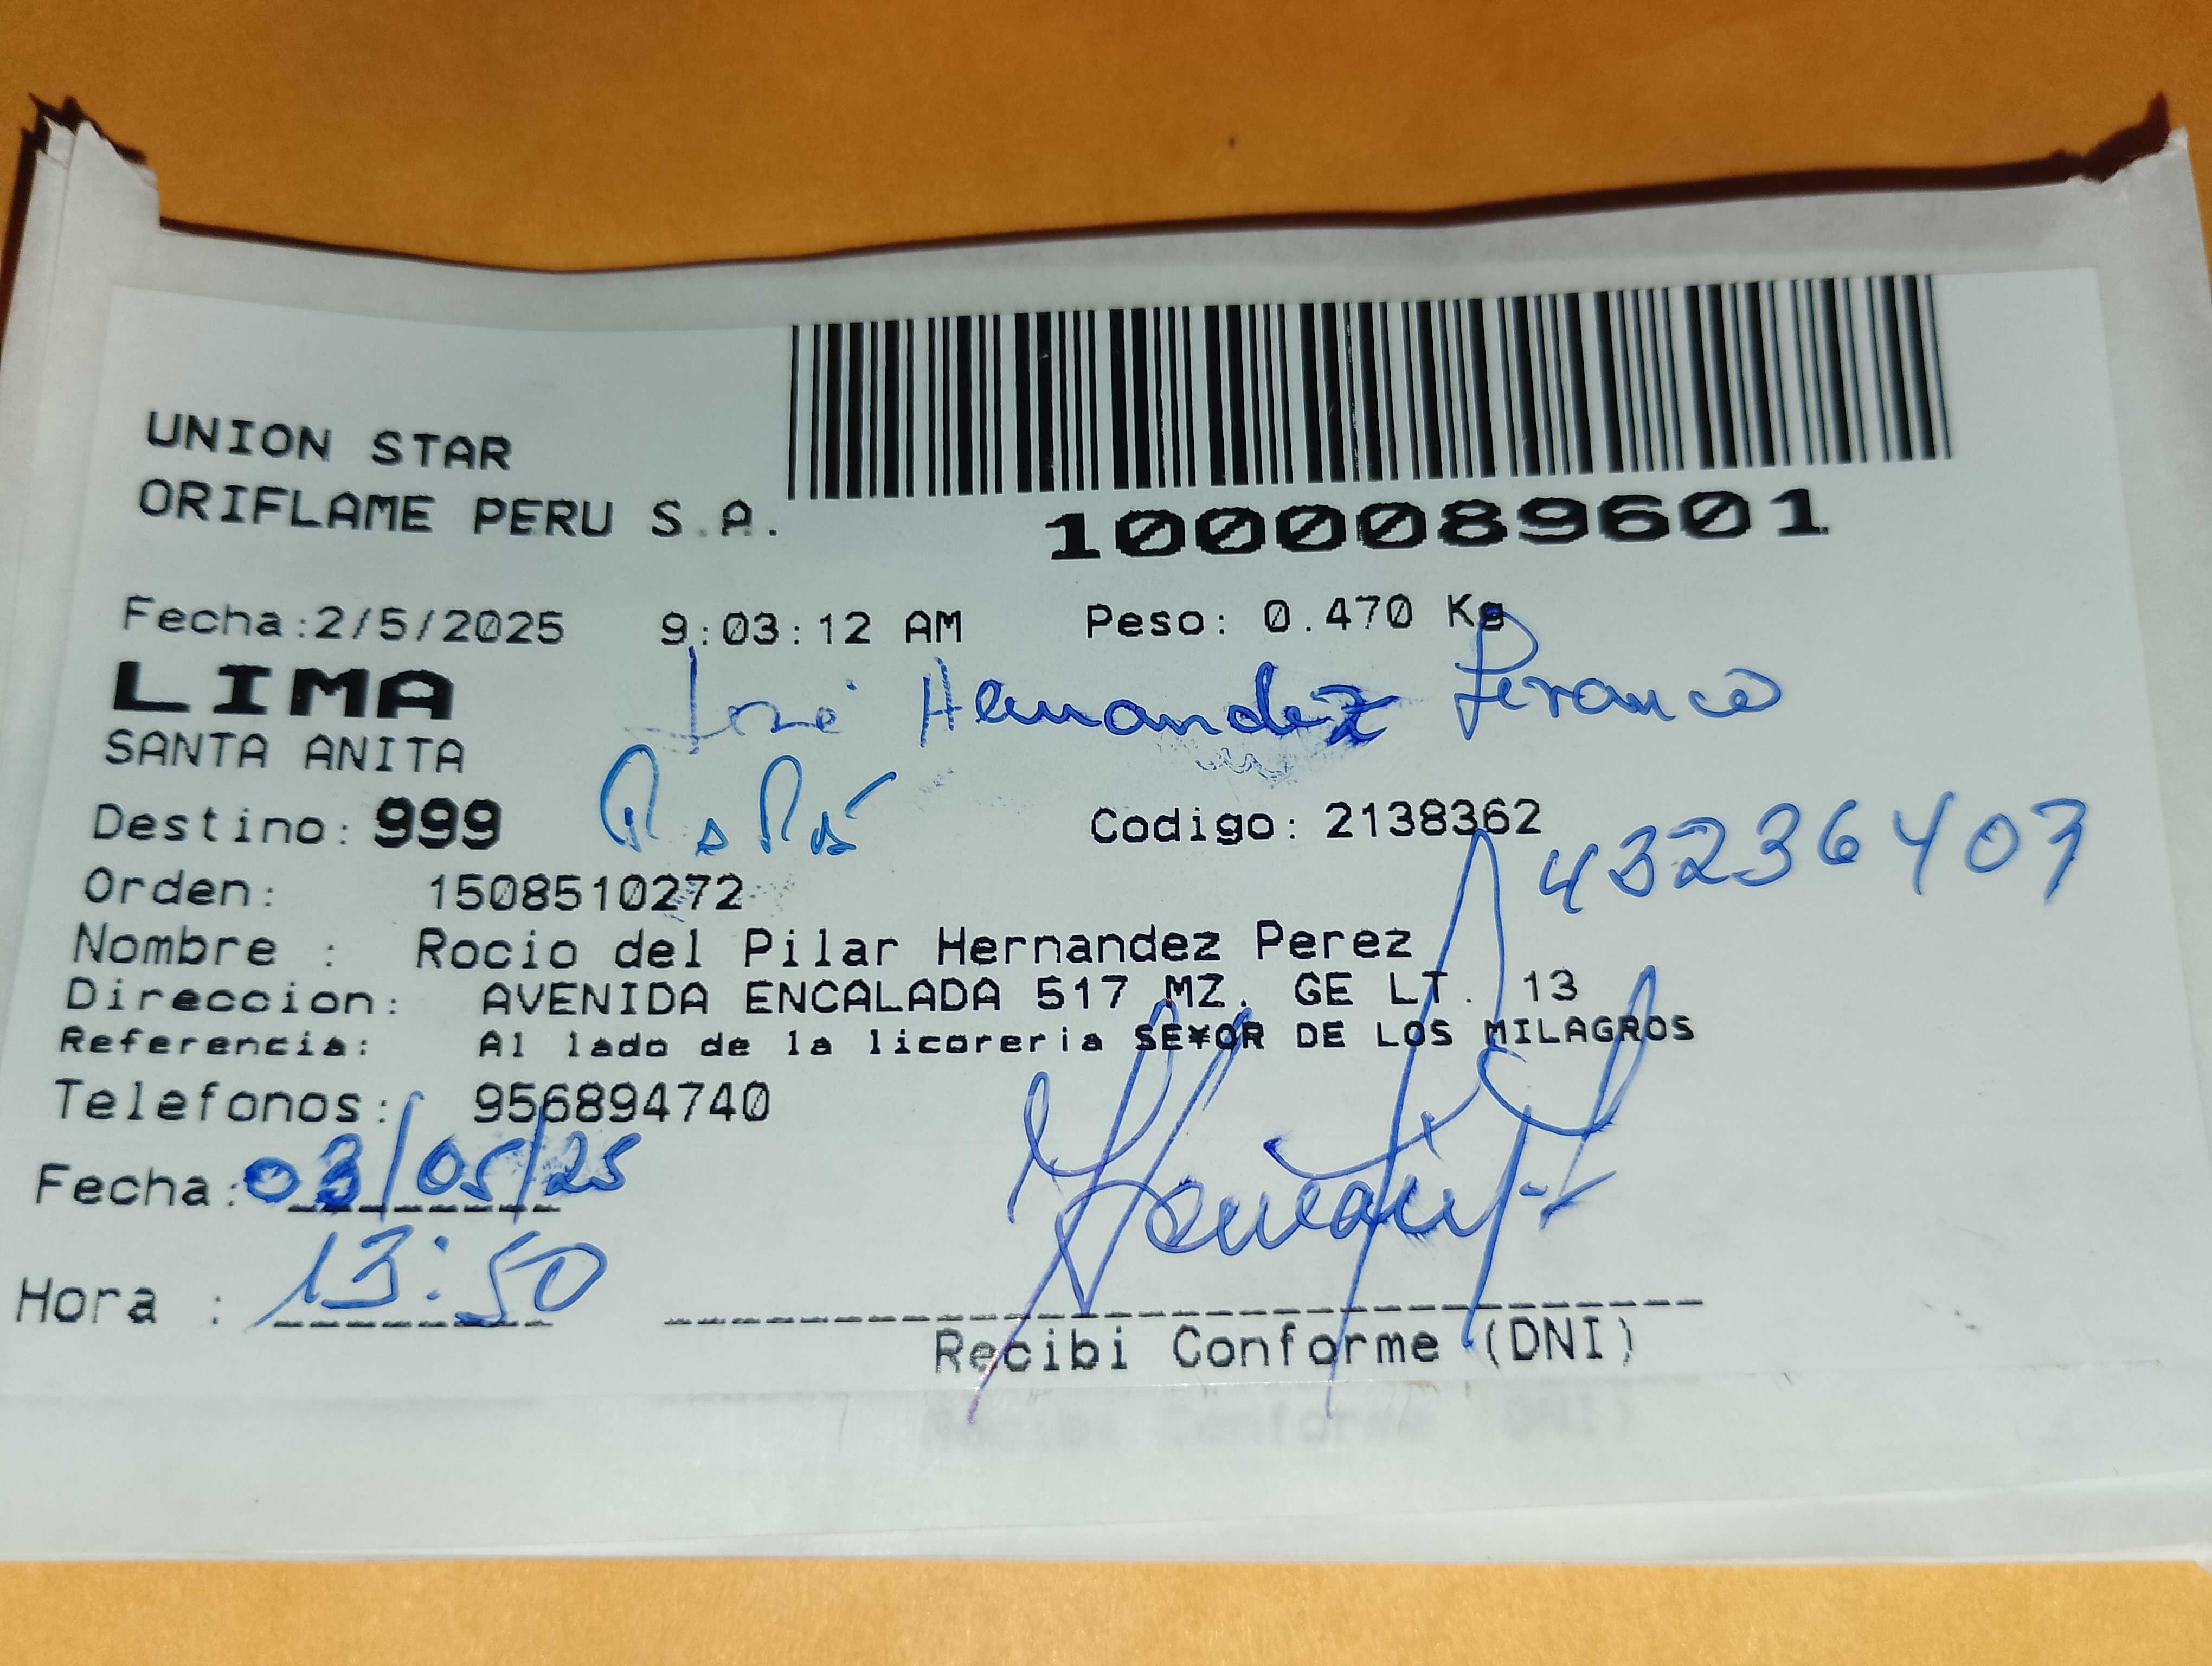 UNION STAR
ORIFLAME PERU S.A.
1000089601
Fecha:2/5/2025 9:03:12 AM Peso: 0.470 Kg
LIMA José Hernandez Franco
SANTA ANITA
Destino: 999 Papá Codigo: 2138362 43236407
Orden: 1508510272
Nombre : Rocio del Pilar Hernandez Perez
Direccion: AVENIDA ENCALADA 517 MZ. GE LT. 13
Referencia: Al lado de la licoreria SE¥OR DE LOS MILAGROS
Telefonos: 956894740
Fecha: 03/05/25
Hora : 13:50
Recibi Conforme (DNI)